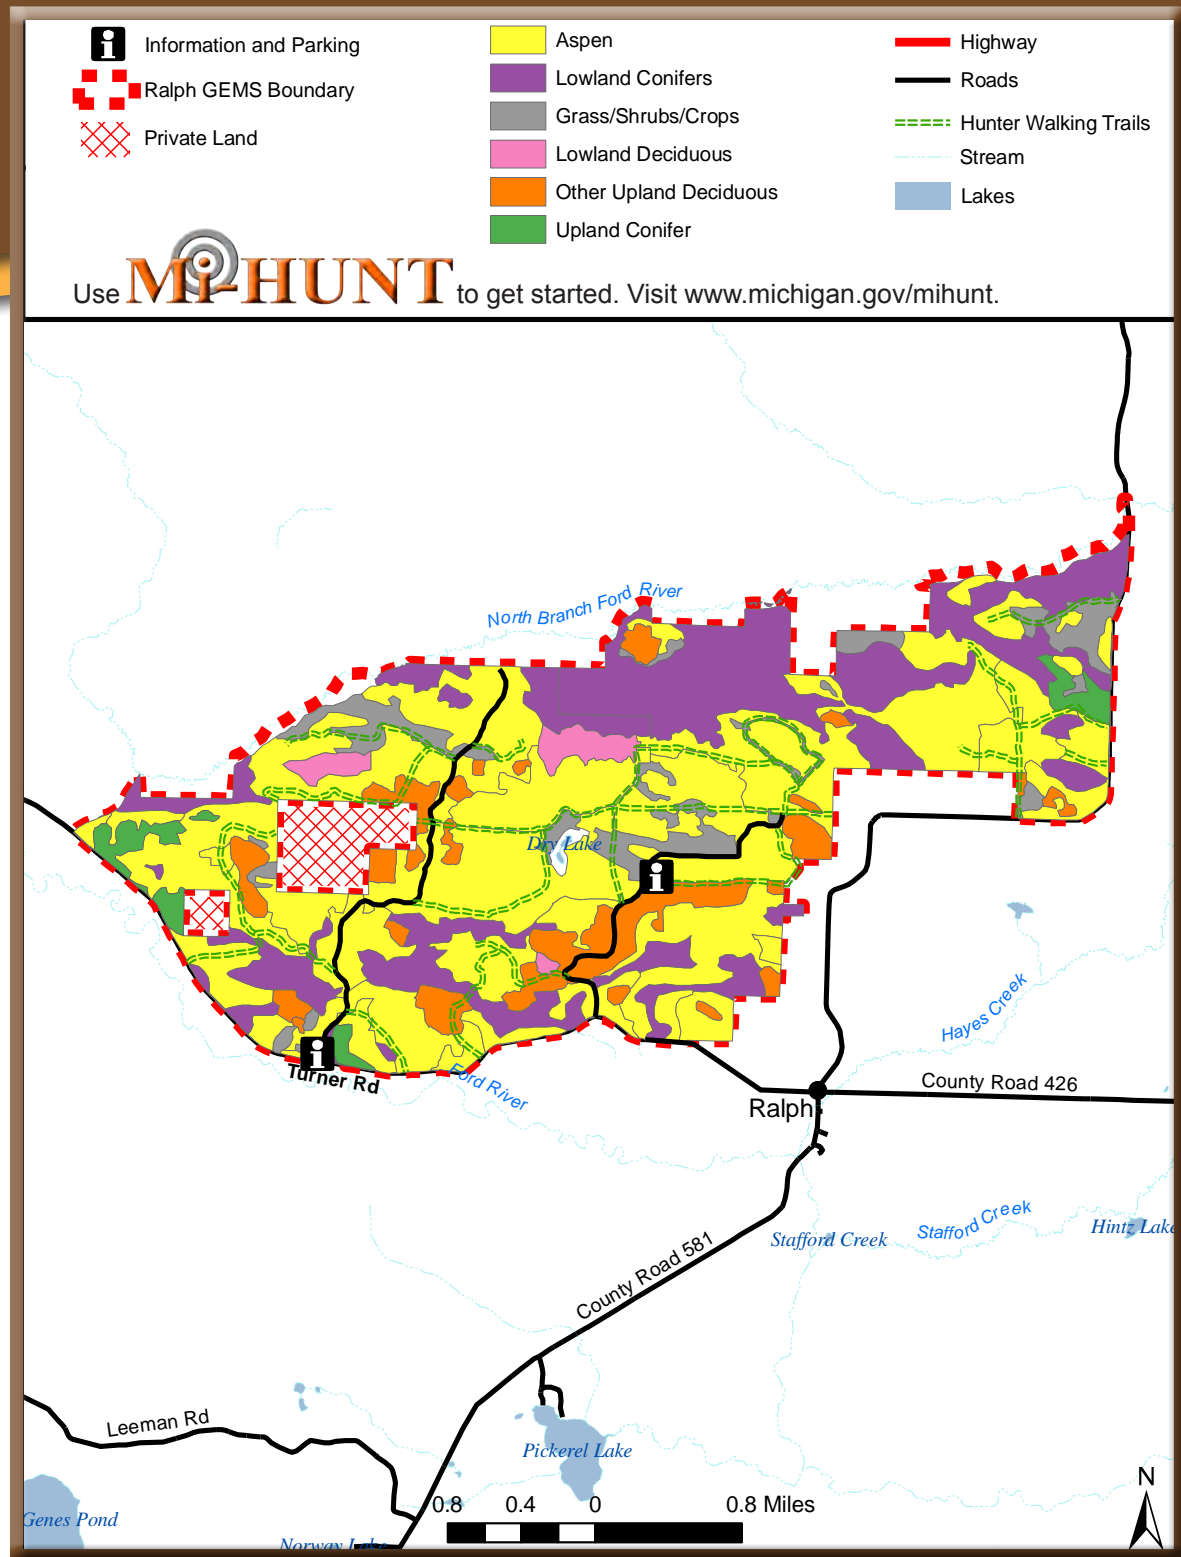 Information and Parking
Ralph GEMS Boundary
Private Land
Aspen
Lowland Conifers
Grass/Shrubs/Crops
Lowland Deciduous
Other Upland Deciduous
Upland Conifer
Highway
Roads
Hunter Walking Trails
Stream
Lakes
Use Mi-HUNT to get started. Visit www.michigan.gov/mihunt.
North Branch Ford River
Dry Lake
Turner Rd
Ford River
Hayes Creek
County Road 426
Ralph
Stafford Creek
Stafford Creek
Hintz Lake
County Road 581
Leeman Rd
Pickerel Lake
Genes Pond
Norway Lake
0.8 0.4 0 0.8 Miles
N